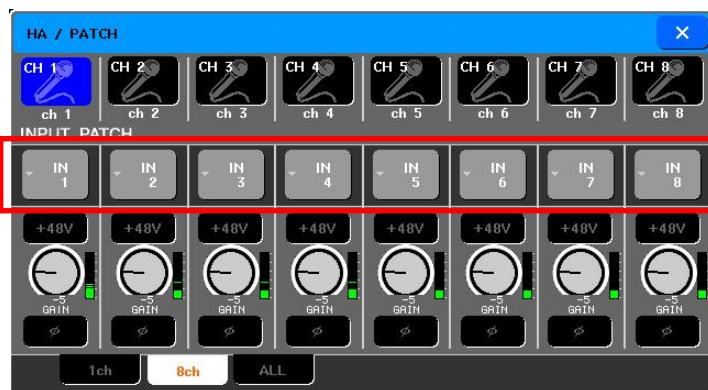 HA / PATCH ×
CH 1 CH 2 CH 3 CH 4 CH 5 CH 6 CH 7 CH 8
ch 1 ch 2 ch 3 ch 4 ch 5 ch 6 ch 7 ch 8
INPUT PATCH
IN IN IN IN IN IN IN IN
1 2 3 4 5 6 7 8
+48V +48V +48V +48V +48V +48V +48V +48V
-5 -5 -5 -5 -5 -5 -5 -5
GAIN GAIN GAIN GAIN GAIN GAIN GAIN GAIN
ø ø ø ø ø ø ø ø
1ch 8ch ALL